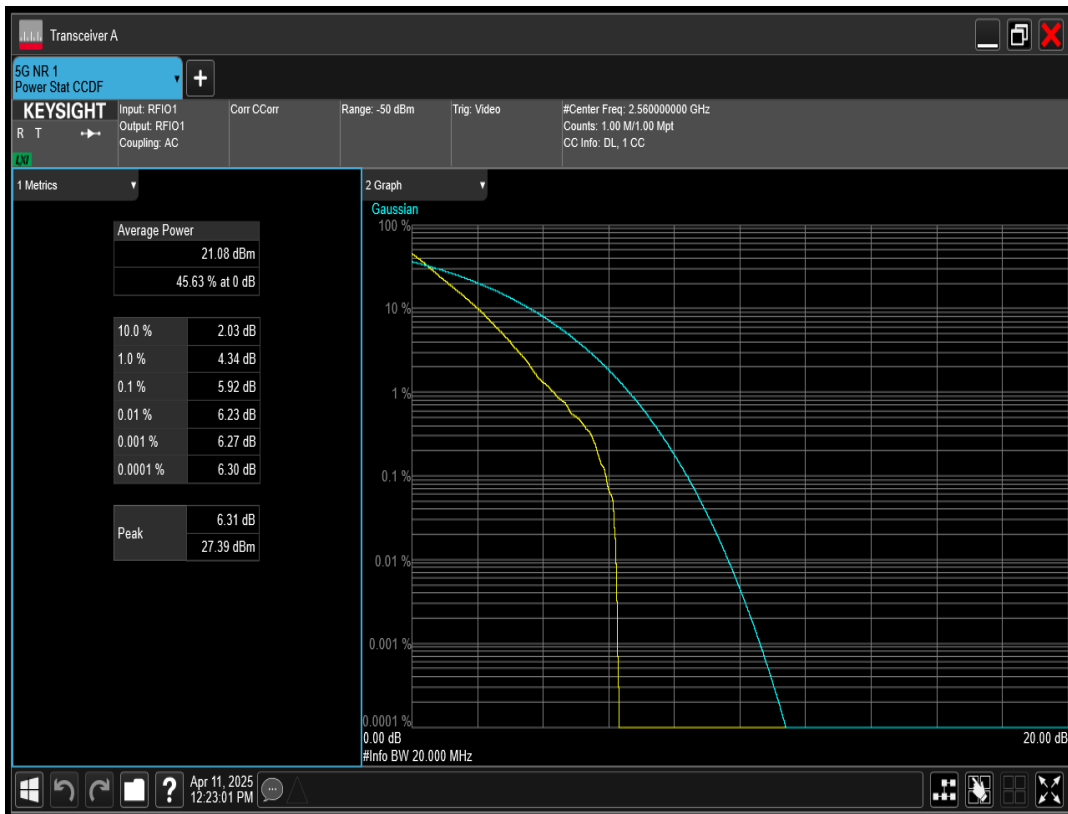 Transceiver A
5G NR 1
Power Stat CCDF
+
KEYSIGHT
R T
LXI
Input: RFIO1
Output: RFIO1
Coupling: AC
Corr CCorr
Range: -50 dBm
Trig: Video
#Center Freq: 2.560000000 GHz
Counts: 1.00 M/1.00 Mpt
CC Info: DL, 1 CC
1 Metrics
Average Power
21.08 dBm
45.63 % at 0 dB
10.0 % 2.03 dB
1.0 % 4.34 dB
0.1 % 5.92 dB
0.01 % 6.23 dB
0.001 % 6.27 dB
0.0001 % 6.30 dB
Peak
6.31 dB
27.39 dBm
2 Graph
Gaussian
100 %
10 %
1 %
0.1 %
0.01 %
0.001 %
0.0001 %
0.00 dB 20.00 dB
#Info BW 20.000 MHz
?
Apr 11, 2025
12:23:01 PM